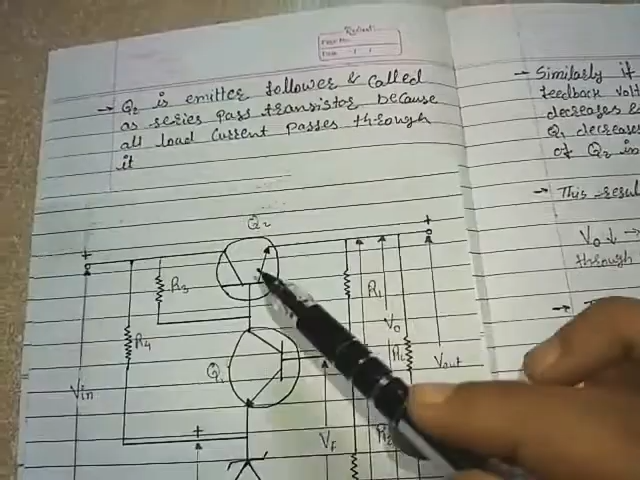 → Q2 is emitter follower & called
as series pass transistor because
all load current passes through
it
Q2
+
+
R3
R1
R4
Vo
RL
Vout
Q1
Vin
+
VF
R2
→ Similarly if
feedback volt
decreases &
Q1 decreases
of Q2 is
→ This resul
Vo ↓ →
through
→